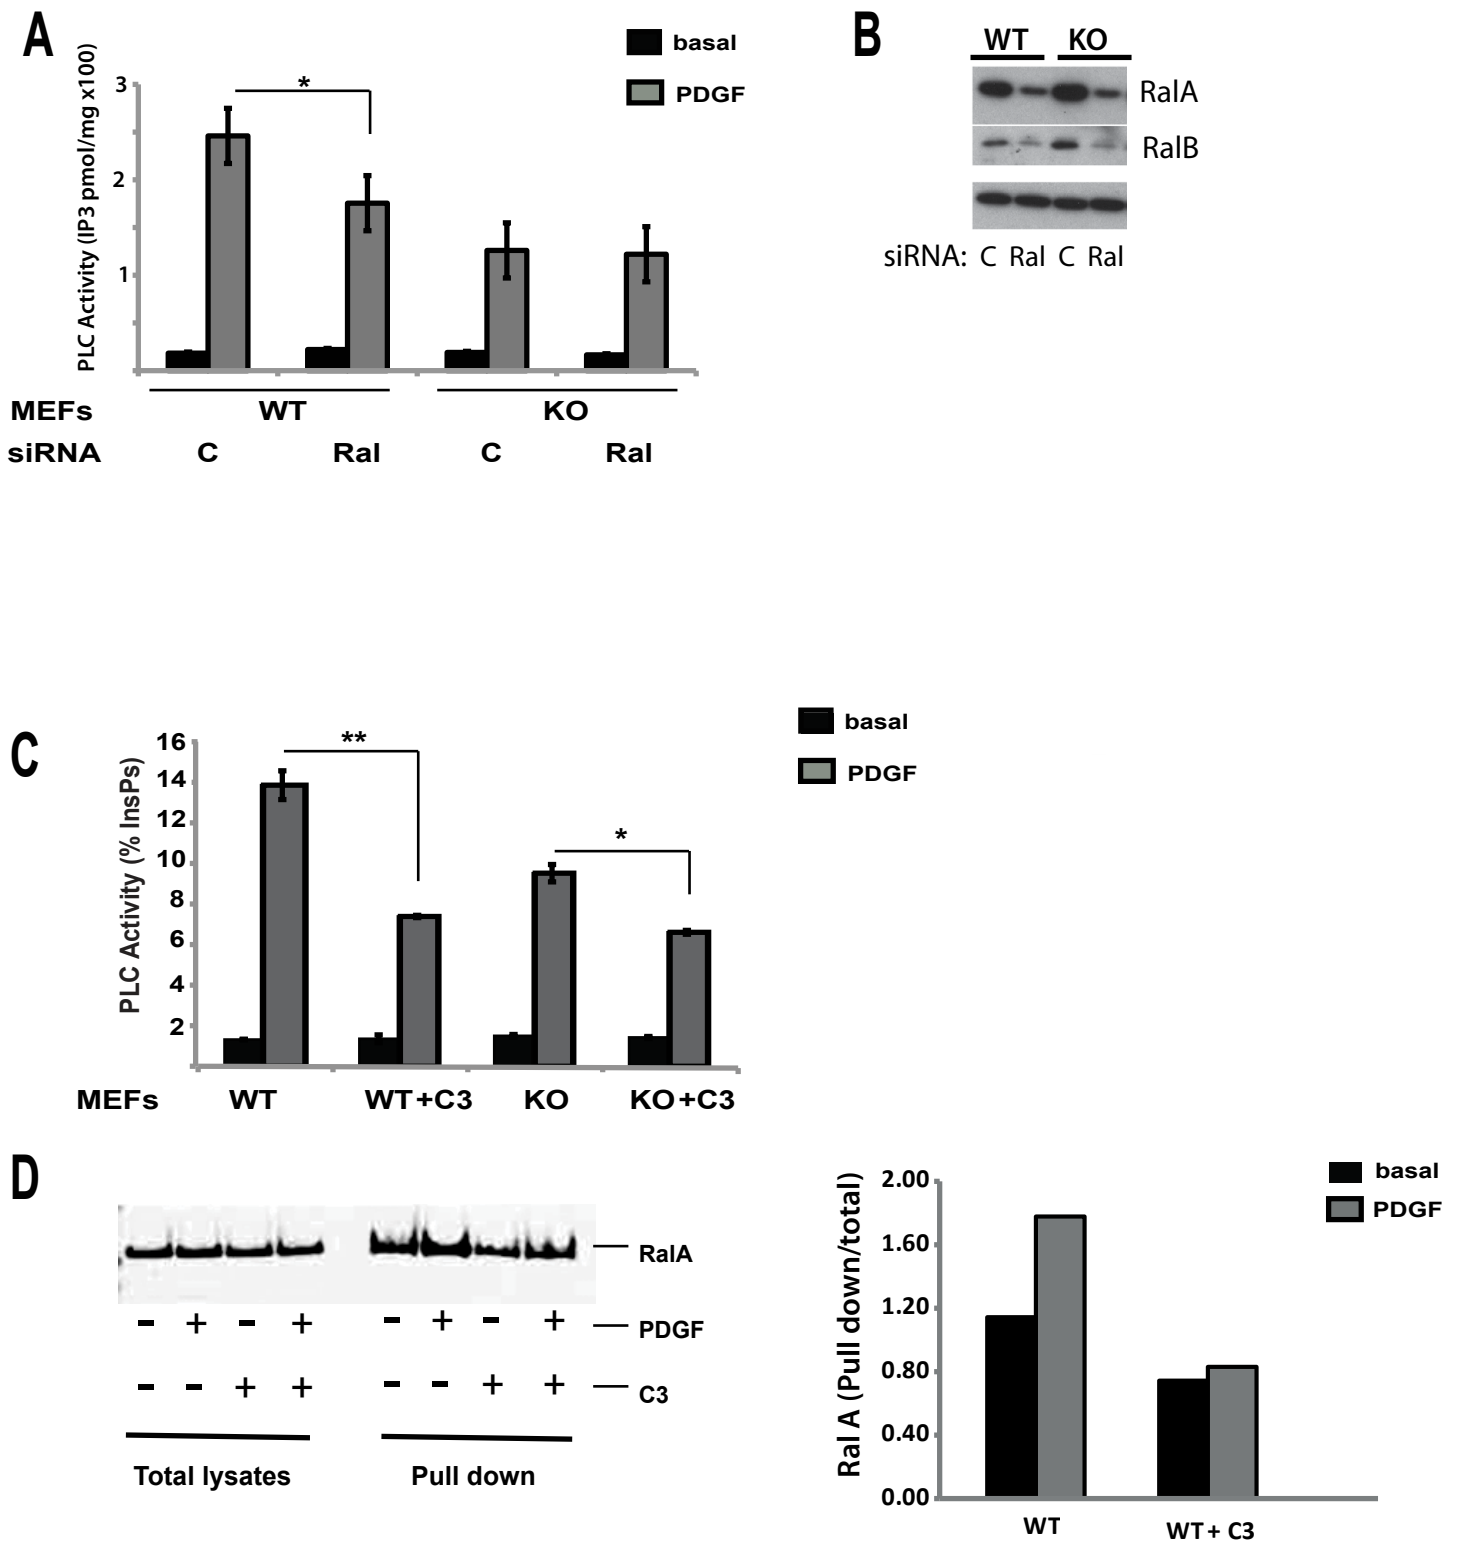 A
basal
PDGF
PLC Activity (IP3 pmol/mg x100)
3
2
1
*
MEFs WT KO
siRNA C Ral C Ral
B
WT KO
RalA
RalB
siRNA: C Ral C Ral
C
basal
PDGF
PLC Activity (% InsPs)
16
14
12
10
8
6
4
2
**
*
MEFs WT WT+C3 KO KO+C3
D
RalA
- + - + - + - + PDGF
- - + + - - + + C3
Total lysates Pull down
basal
PDGF
Ral A (Pull down/total)
2.00
1.60
1.20
0.80
0.40
0.00
WT WT + C3